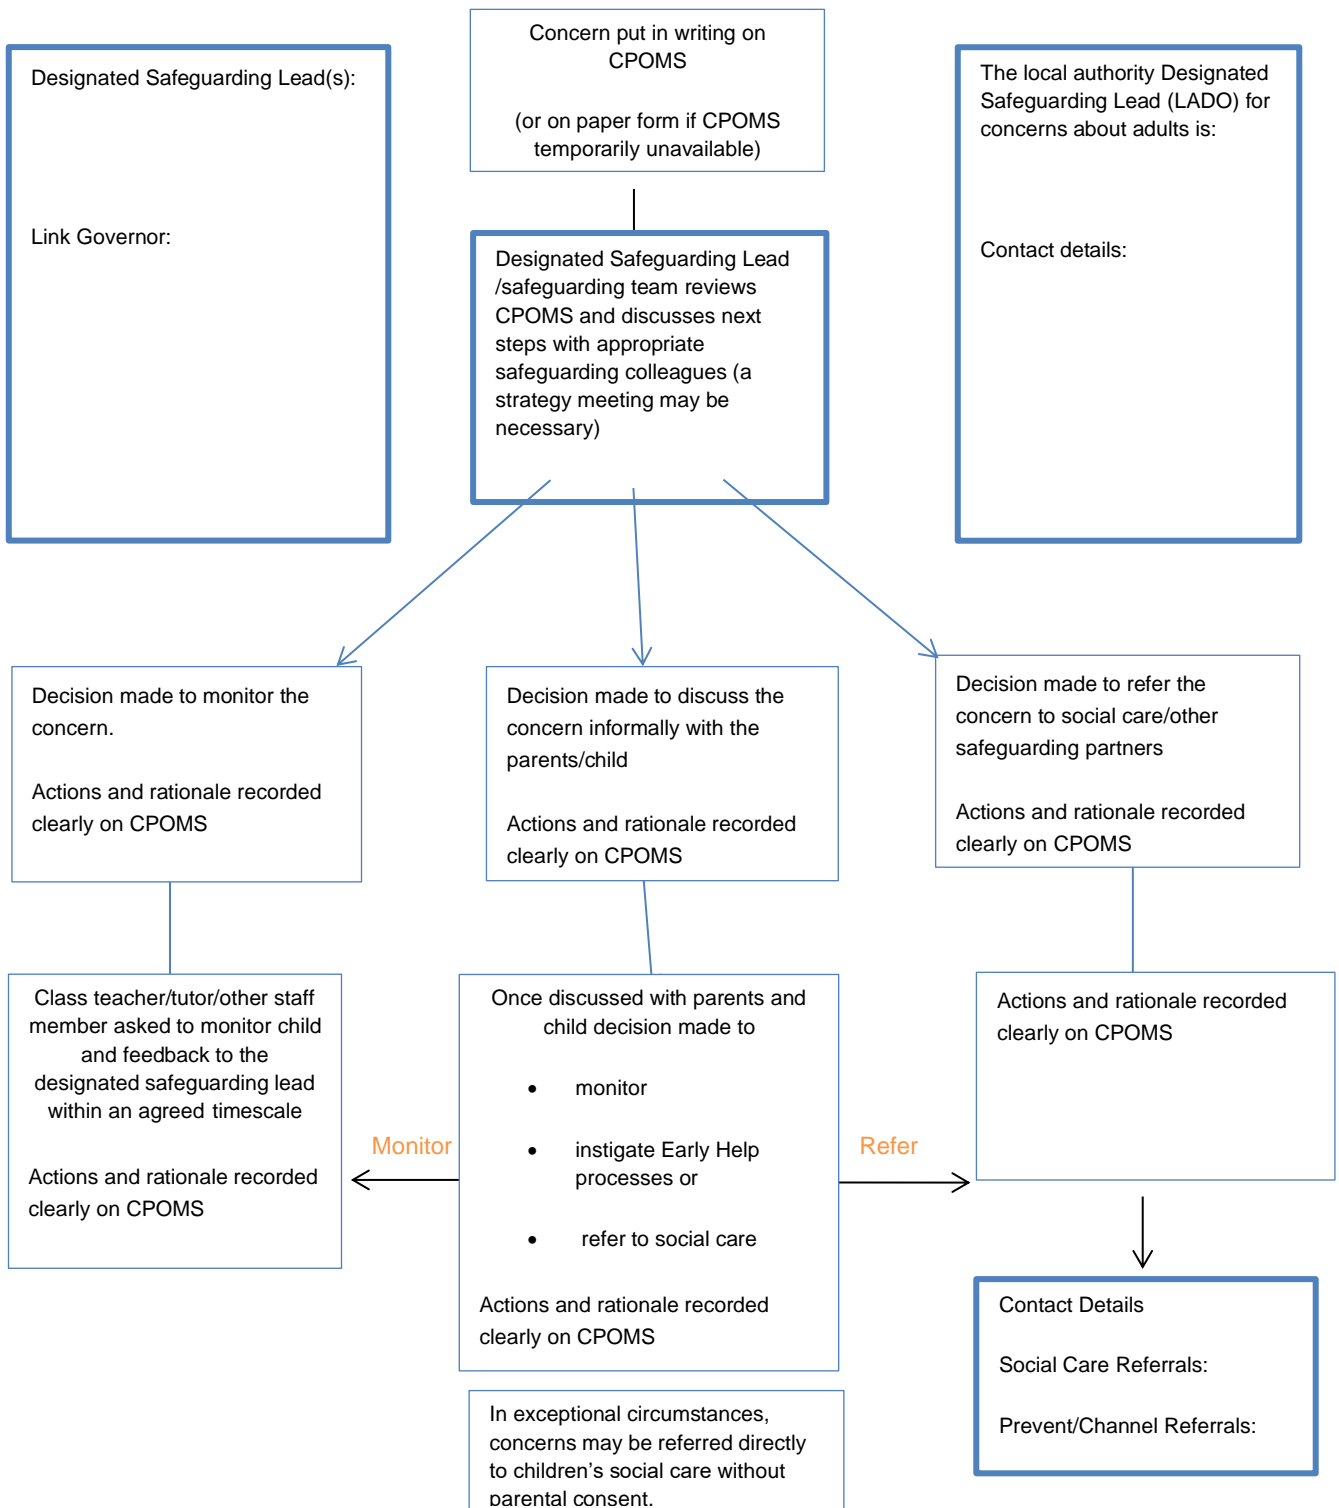 Concern put in writing on
CPOMS
(or on paper form if CPOMS
temporarily unavailable)
Designated Safeguarding Lead(s):
Link Governor:
The local authority Designated
Safeguarding Lead (LADO) for
concerns about adults is:
Contact details:
Designated Safeguarding Lead
/safeguarding team reviews
CPOMS and discusses next
steps with appropriate
safeguarding colleagues (a
strategy meeting may be
necessary)
Decision made to monitor the
concern.
Actions and rationale recorded
clearly on CPOMS
Decision made to discuss the
concern informally with the
parents/child
Actions and rationale recorded
clearly on CPOMS
Decision made to refer the
concern to social care/other
safeguarding partners
Actions and rationale recorded
clearly on CPOMS
Class teacher/tutor/other staff
member asked to monitor child
and feedback to the
designated safeguarding lead
within an agreed timescale
Actions and rationale recorded
clearly on CPOMS
Monitor
Once discussed with parents and
child decision made to
• monitor
• instigate Early Help
processes or
• refer to social care
Actions and rationale recorded
clearly on CPOMS
Refer
Actions and rationale recorded
clearly on CPOMS
Contact Details
Social Care Referrals:
Prevent/Channel Referrals:
In exceptional circumstances,
concerns may be referred directly
to children’s social care without
parental consent.